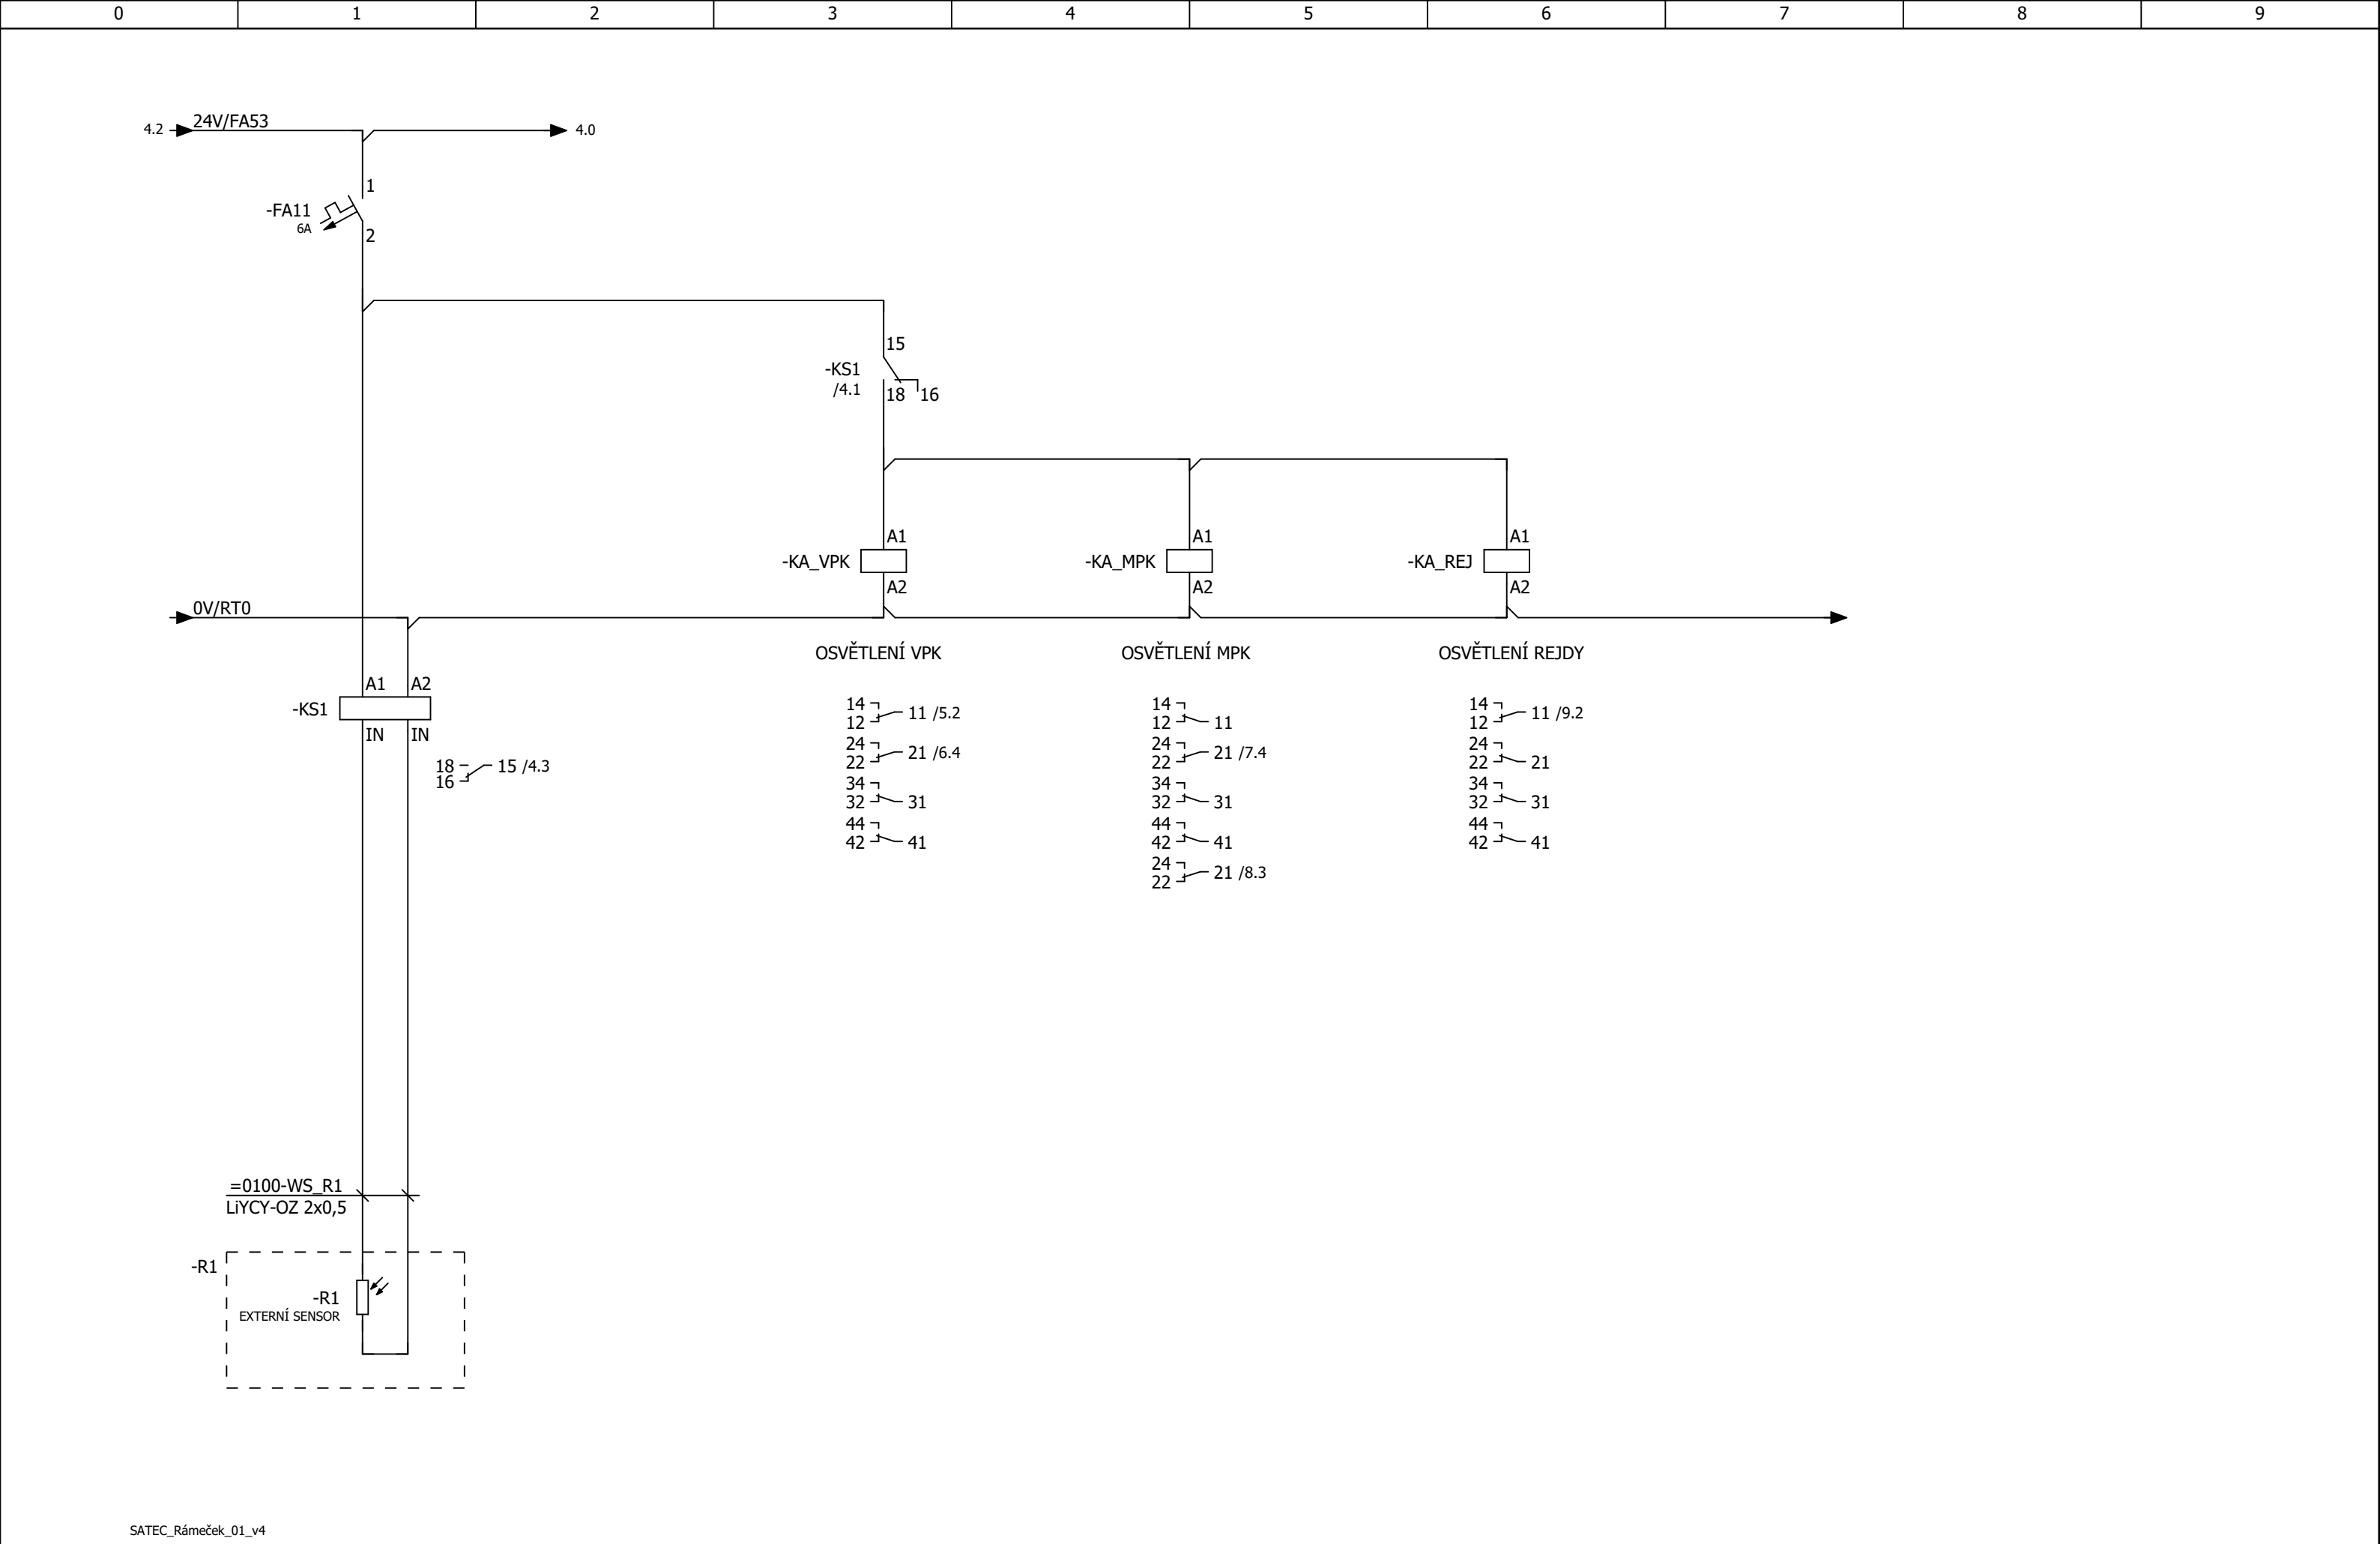 0 1 2 3 4 5 6 7 8 9
24V/FA53
4.2 4.0
1
-FA11
6A
2
15
-KS1
/4.1
18 16
A1 A1 A1
-KA_VPK -KA_MPK -KA_REJ
A2 A2 A2
0V/RT0
OSVĚTLENÍ VPK OSVĚTLENÍ MPK OSVĚTLENÍ REJDY
A1 A2
-KS1
IN IN
18 15 /4.3
16
14
12 11 /5.2
24
22 21 /6.4
34
32 31
44
42 41
14
12 11
24
22 21 /7.4
34
32 31
44
42 41
24
22 21 /8.3
14
12 11 /9.2
24
22 21
34
32 31
44
42 41
=0100-WS_R1
LiYCY-OZ 2x0,5
-R1
-R1
EXTERNÍ SENSOR
SATEC_Rámeček_01_v4